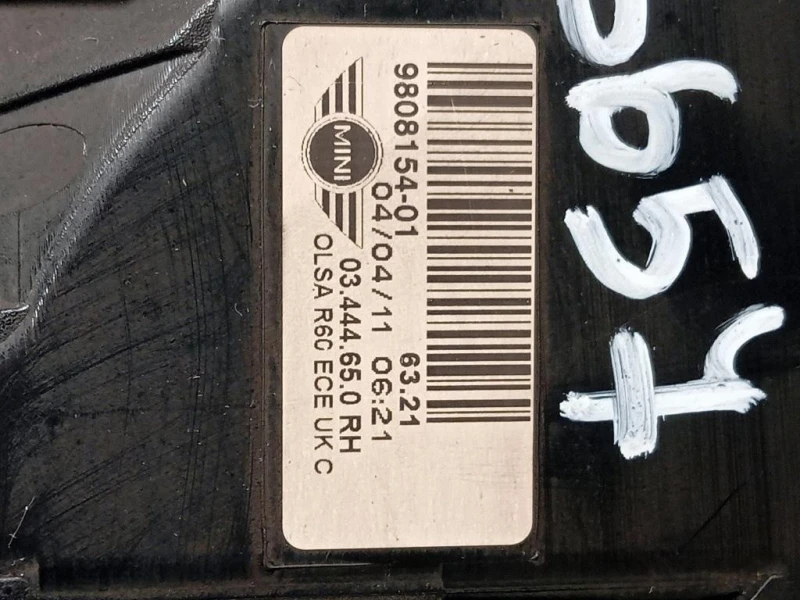 9808154-01 63.21
04/04/11 06:21
MINI
03.444.65.0 RH
OLSA R60 ECE UK C
657